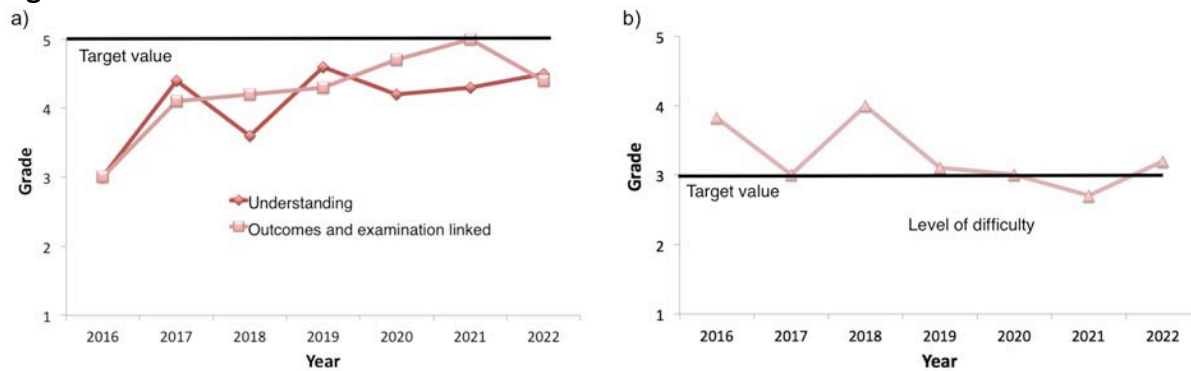 a)
5
Target value
4
Grade
3
Understanding
Outcomes and examination linked
2
1
2016 2017 2018 2019 2020 2021 2022
Year
b)
5
4
Grade
3
Target value
Level of difficulty
2
1
2016 2017 2018 2019 2020 2021 2022
Year